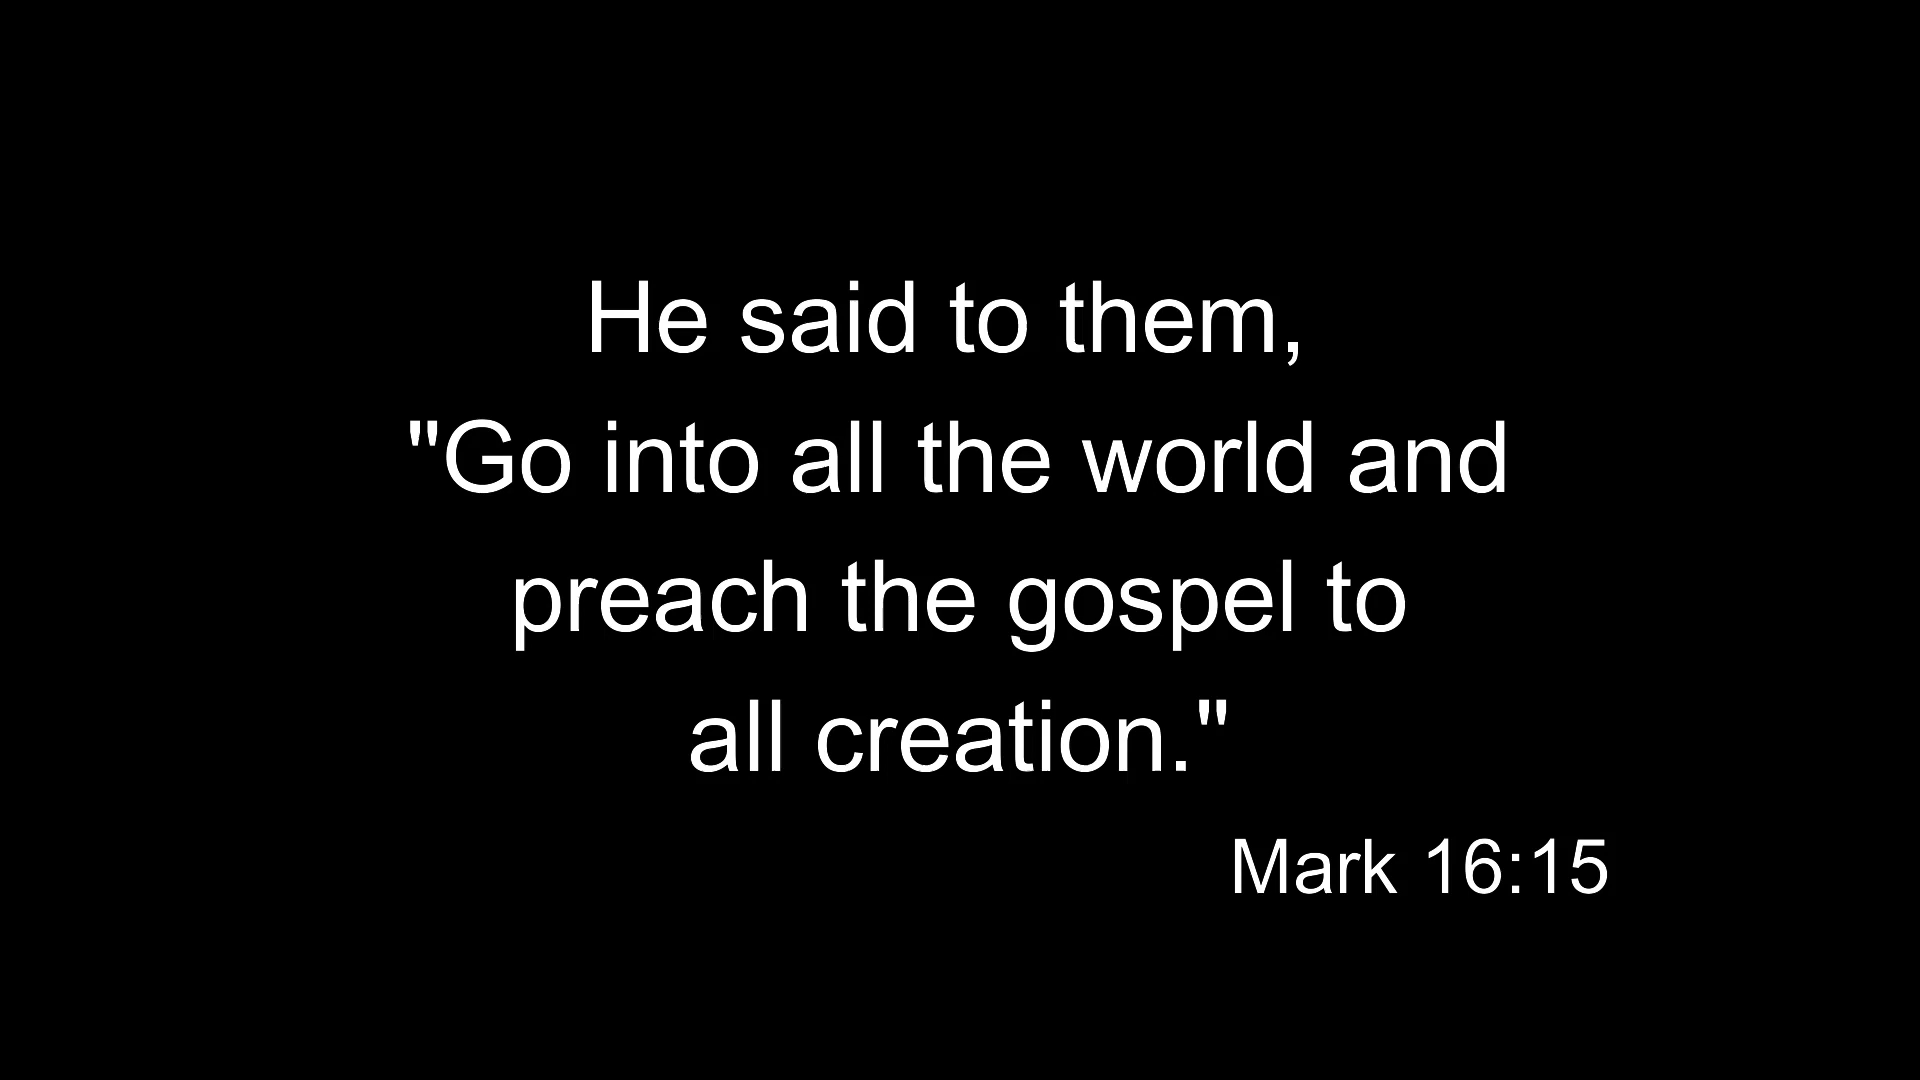 He said to them,
"Go into all the world and
preach the gospel to
all creation."
Mark 16:15